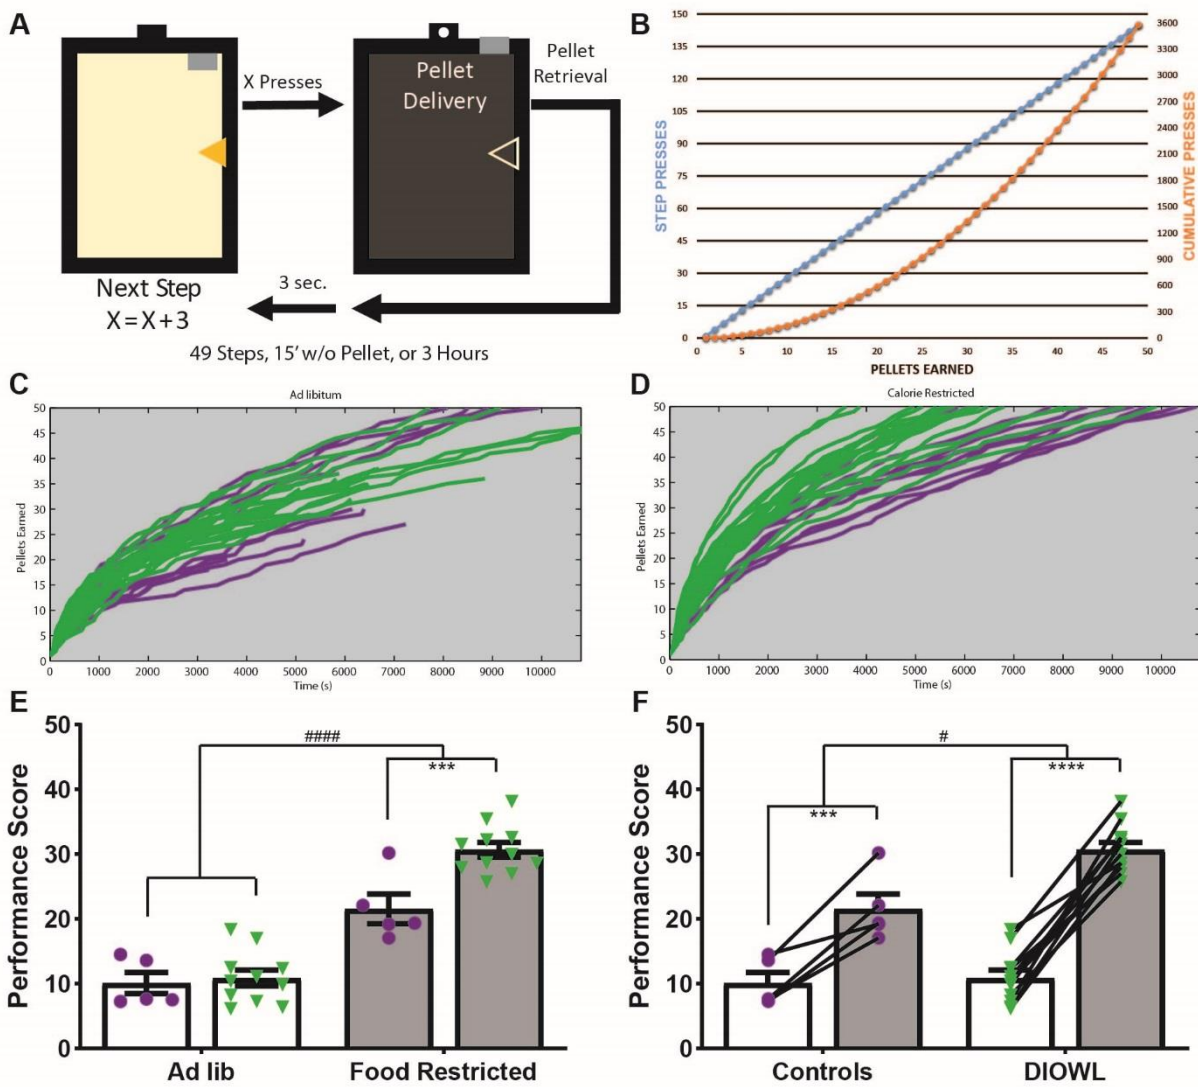 A
X Presses
Pellet
Delivery
Pellet
Retrieval
Next Step
X = X + 3
3 sec.
49 Steps, 15' w/o Pellet, or 3 Hours
B
STEP PRESSES
150
135
120
105
90
75
60
45
30
15
0
3600
3300
3000
2700
2400
2100
1800
1500
1200
900
600
300
0
CUMULATIVE PRESSES
0 5 10 15 20 25 30 35 40 45 50
PELLETS EARNED
C
Ad libitum
Pellets Earned
50
45
40
35
30
25
20
15
10
5
0
0 1000 2000 3000 4000 5000 6000 7000 8000 9000 10000
Time (s)
D
Calorie Restricted
Pellets Earned
50
45
40
35
30
25
20
15
10
5
0
0 1000 2000 3000 4000 5000 6000 7000 8000 9000 10000
Time (s)
E
Performance Score
50
40
30
20
10
0
####
***
Ad lib Food Restricted
F
Performance Score
50
40
30
20
10
0
#
***
****
Controls DIOWL